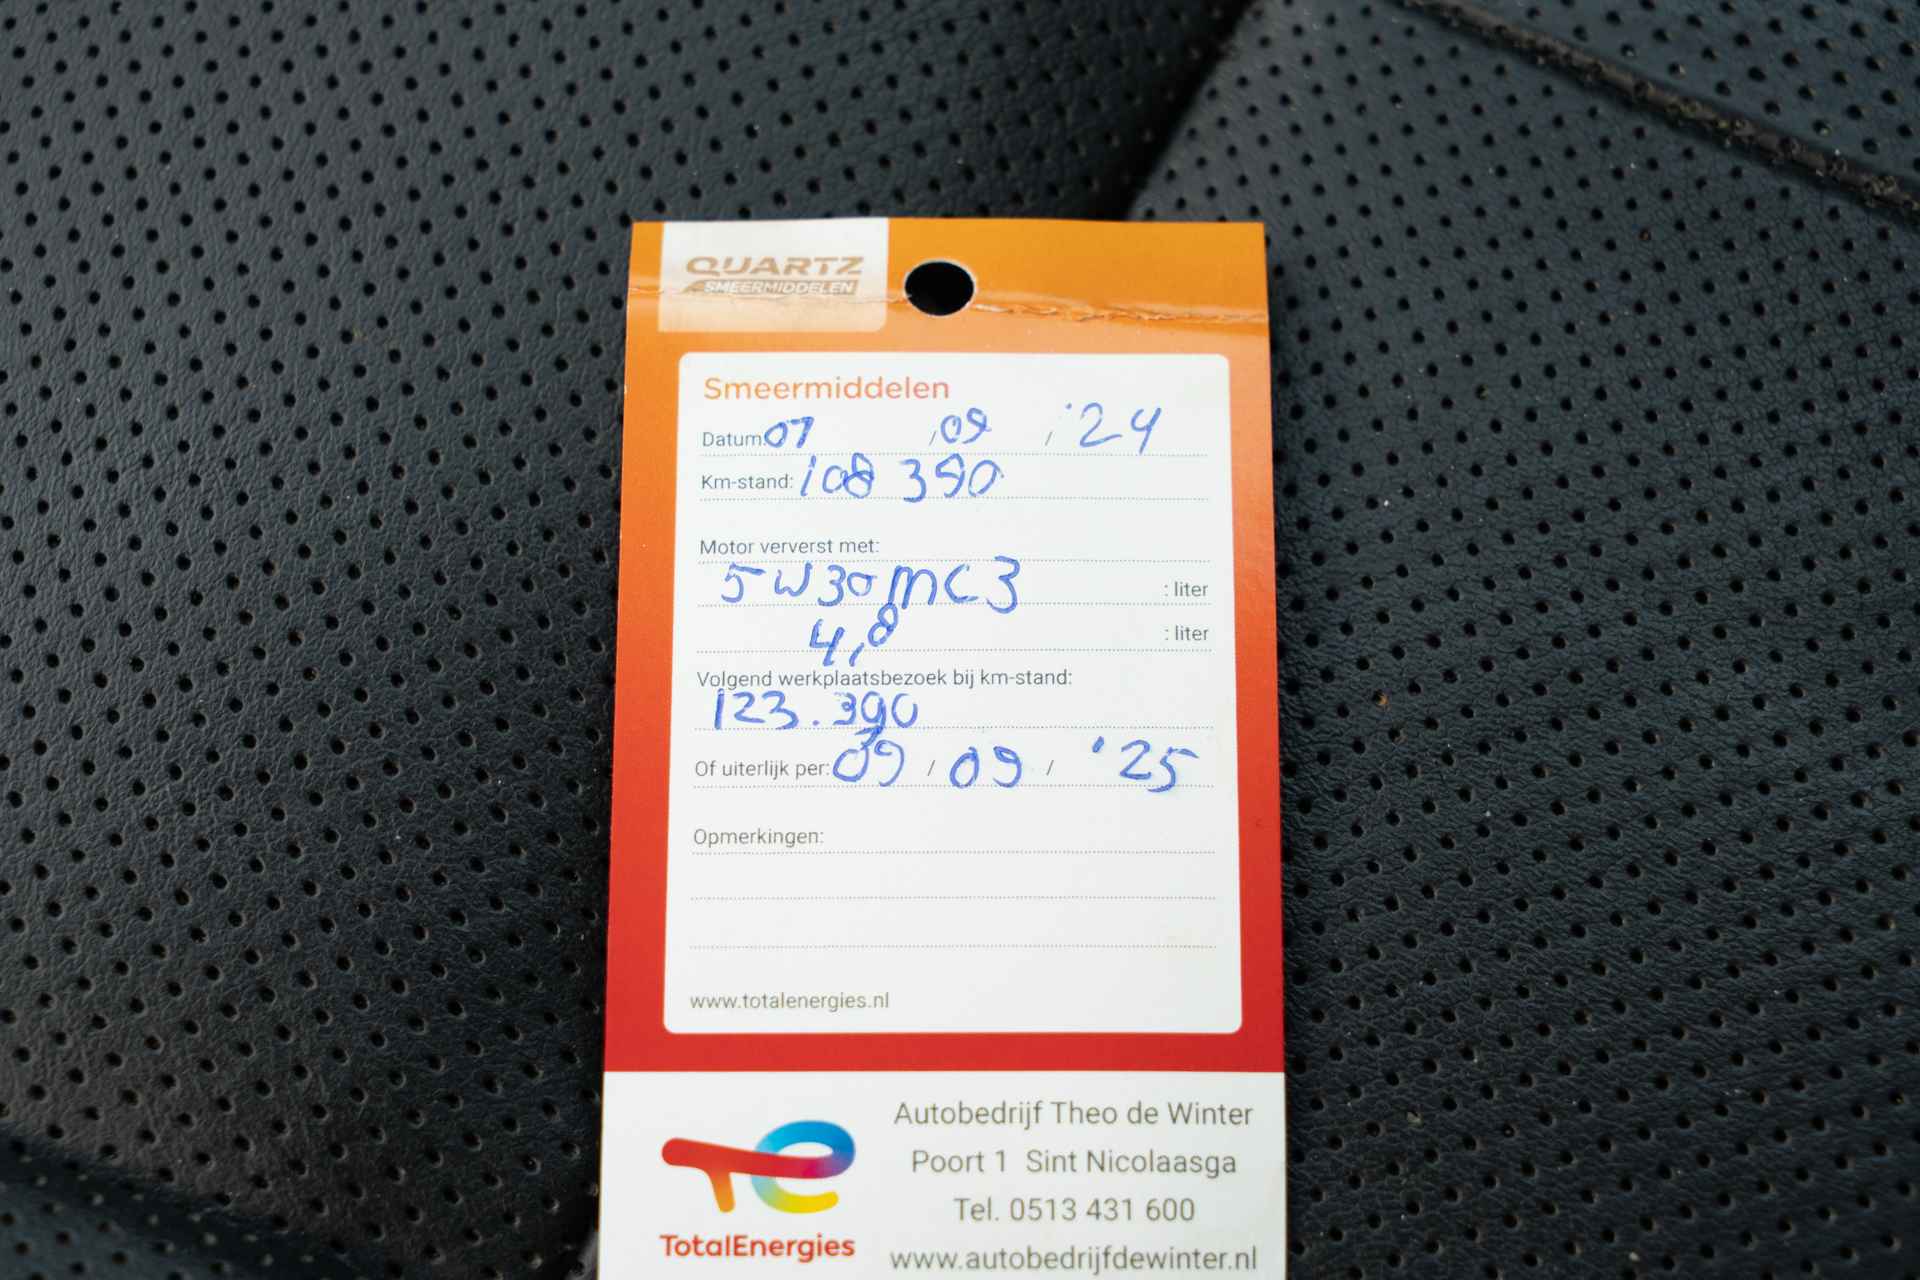 QUARTZ
SMEERMIDDELEN
Smeermiddelen
Datum: 07 / 09 / '24
Km-stand: 108 390
Motor ververst met:
5W30 MC3 : liter
4,8 : liter
Volgend werkplaatsbezoek bij km-stand:
123.390
Of uiterlijk per: 09 / 09 / '25
Opmerkingen:
www.totalenergies.nl
Autobedrijf Theo de Winter
Poort 1 Sint Nicolaasga
Tel. 0513 431 600
TotalEnergies
www.autobedrijfdewinter.nl